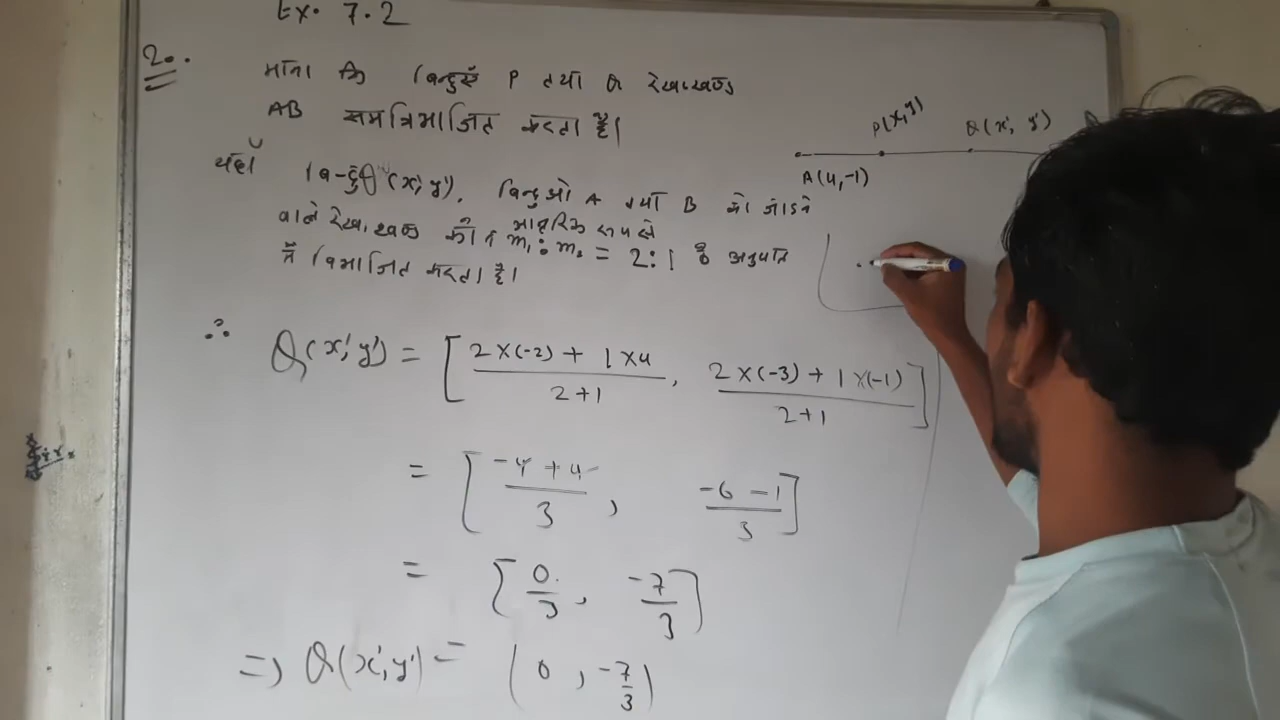 Ex. 7.2
2.
माना कि बिन्दुएँ P तथा Q रेखाखण्ड
AB समत्रिभाजित करता है।
यहाँ बिन्दु Q (x', y'), बिन्दुओ A तथा B को जोडने
वाले रेखाखण्ड को आन्तरिक रूप से
m₁ : m₂ = 2:1 के अनुपात
में विभाजित करता है।
∴ Q(x', y') = [ (2×(-2) + 1×4)/(2+1) , (2×(-3) + 1×(-1))/(2+1) ]
= [ (-4+4)/3 , (-6-1)/3 ]
= [ 0/3 , -7/3 ]
=> Q(x', y') = (0 , -7/3)
P(x, y)
Q(x', y')
A(4, -1)